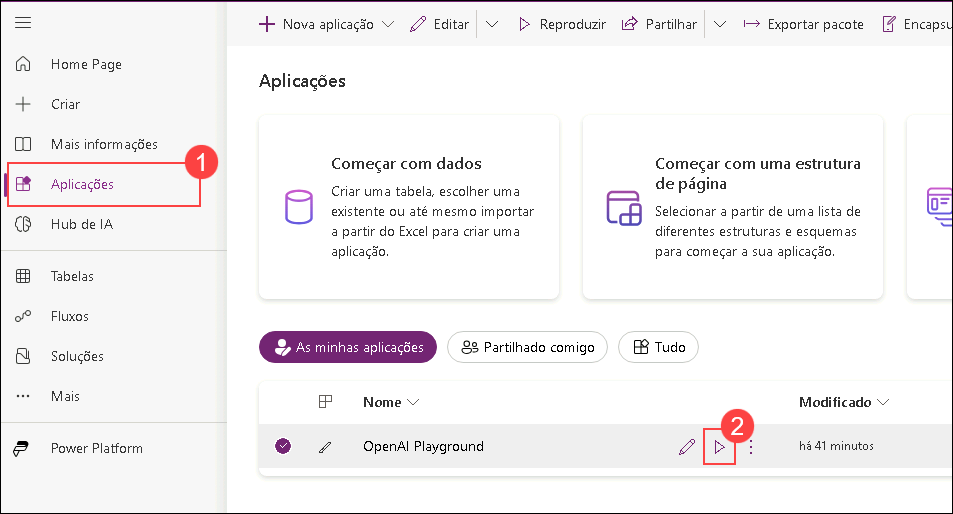 Nova aplicação
Editar
Reproduzir
Partilhar
Exportar pacote
Home Page
Criar
Mais informações
1
Aplicações
Hub de IA
Tabelas
Fluxos
Soluções
Mais
Power Platform
Aplicações
Começar com dados
Criar uma tabela, escolher uma
existente ou até mesmo importar
a partir do Excel para criar uma
aplicação.
Começar com uma estrutura
de página
Selecionar a partir de uma lista de
diferentes estruturas e esquemas
para começar a sua aplicação.
As minhas aplicações
Partilhado comigo
Tudo
Nome
Modificado
2
OpenAI Playground
há 41 minutos